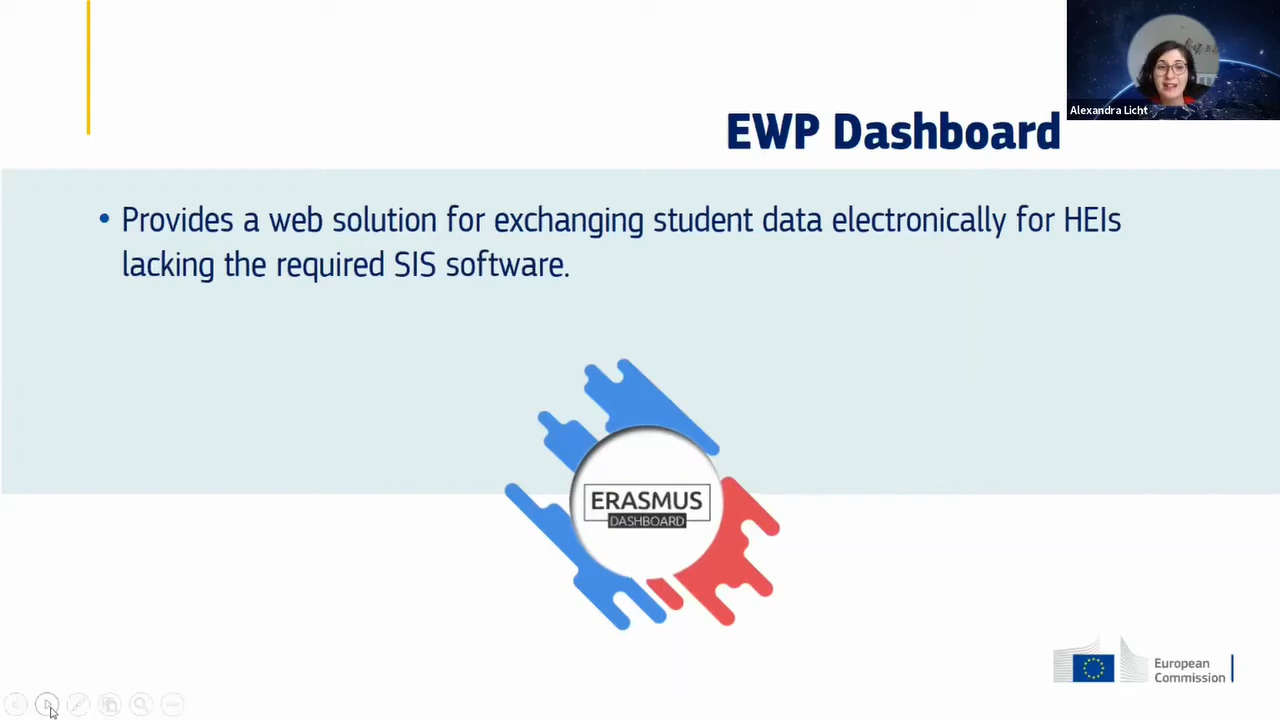 Alexandra Licht
EWP Dashboard
• Provides a web solution for exchanging student data electronically for HEIs
lacking the required SIS software.
ERASMUS
DASHBOARD
European
Commission